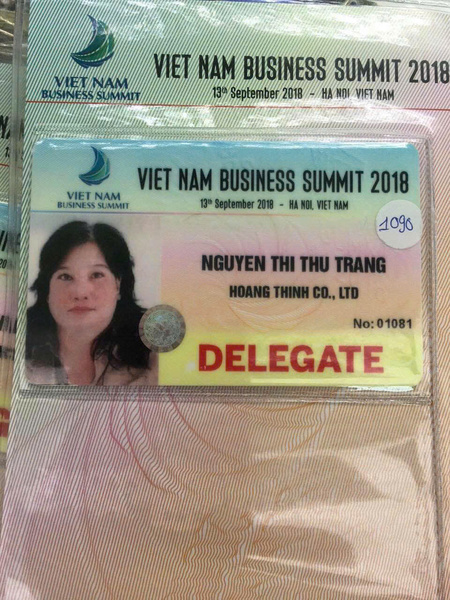 VIET NAM
BUSINESS SUMMIT
VIET NAM BUSINESS SUMMIT 2018
13th September 2018 - HA NOI, VIET NAM
VIET NAM
BUSINESS SUMMIT
VIET NAM BUSINESS SUMMIT 2018
13th September 2018 - HA NOI, VIET NAM
1090
NGUYEN THI THU TRANG
HOANG THINH CO., LTD
No: 01081
DELEGATE